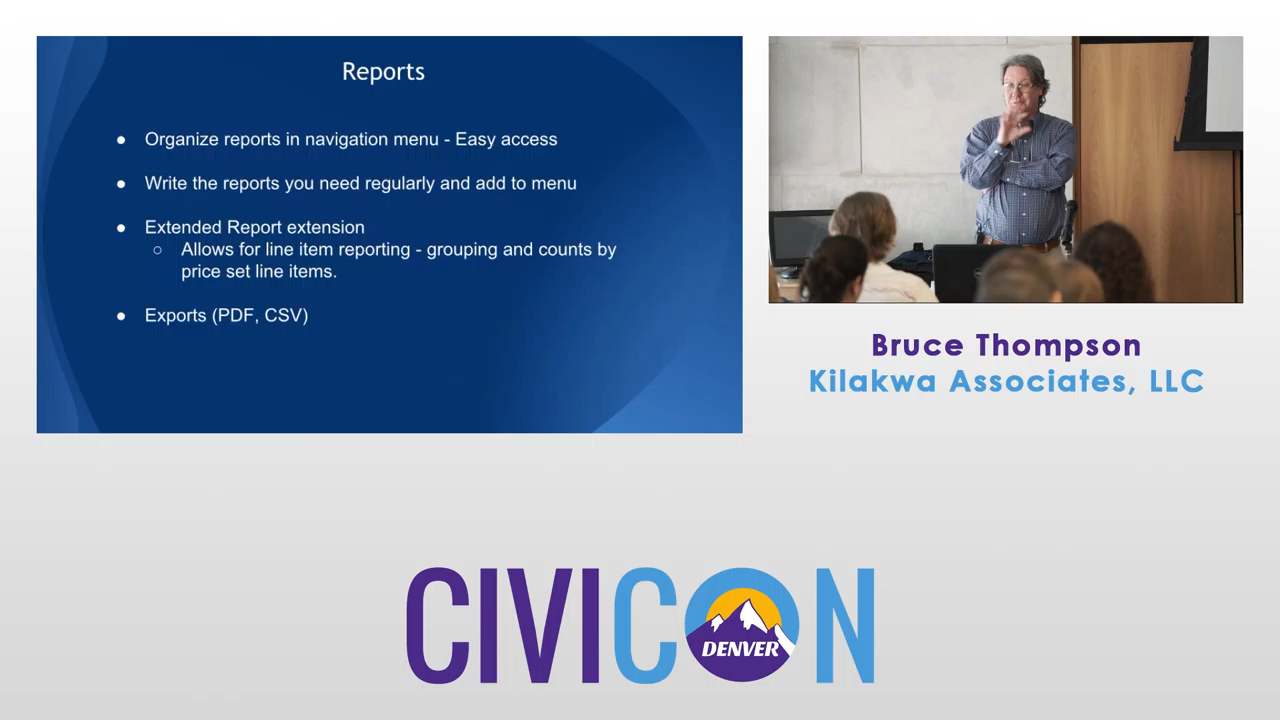 Reports
● Organize reports in navigation menu - Easy access
● Write the reports you need regularly and add to menu
● Extended Report extension
○ Allows for line item reporting - grouping and counts by
price set line items.
● Exports (PDF, CSV)
Bruce Thompson
Kilakwa Associates, LLC
CIVICON
DENVER